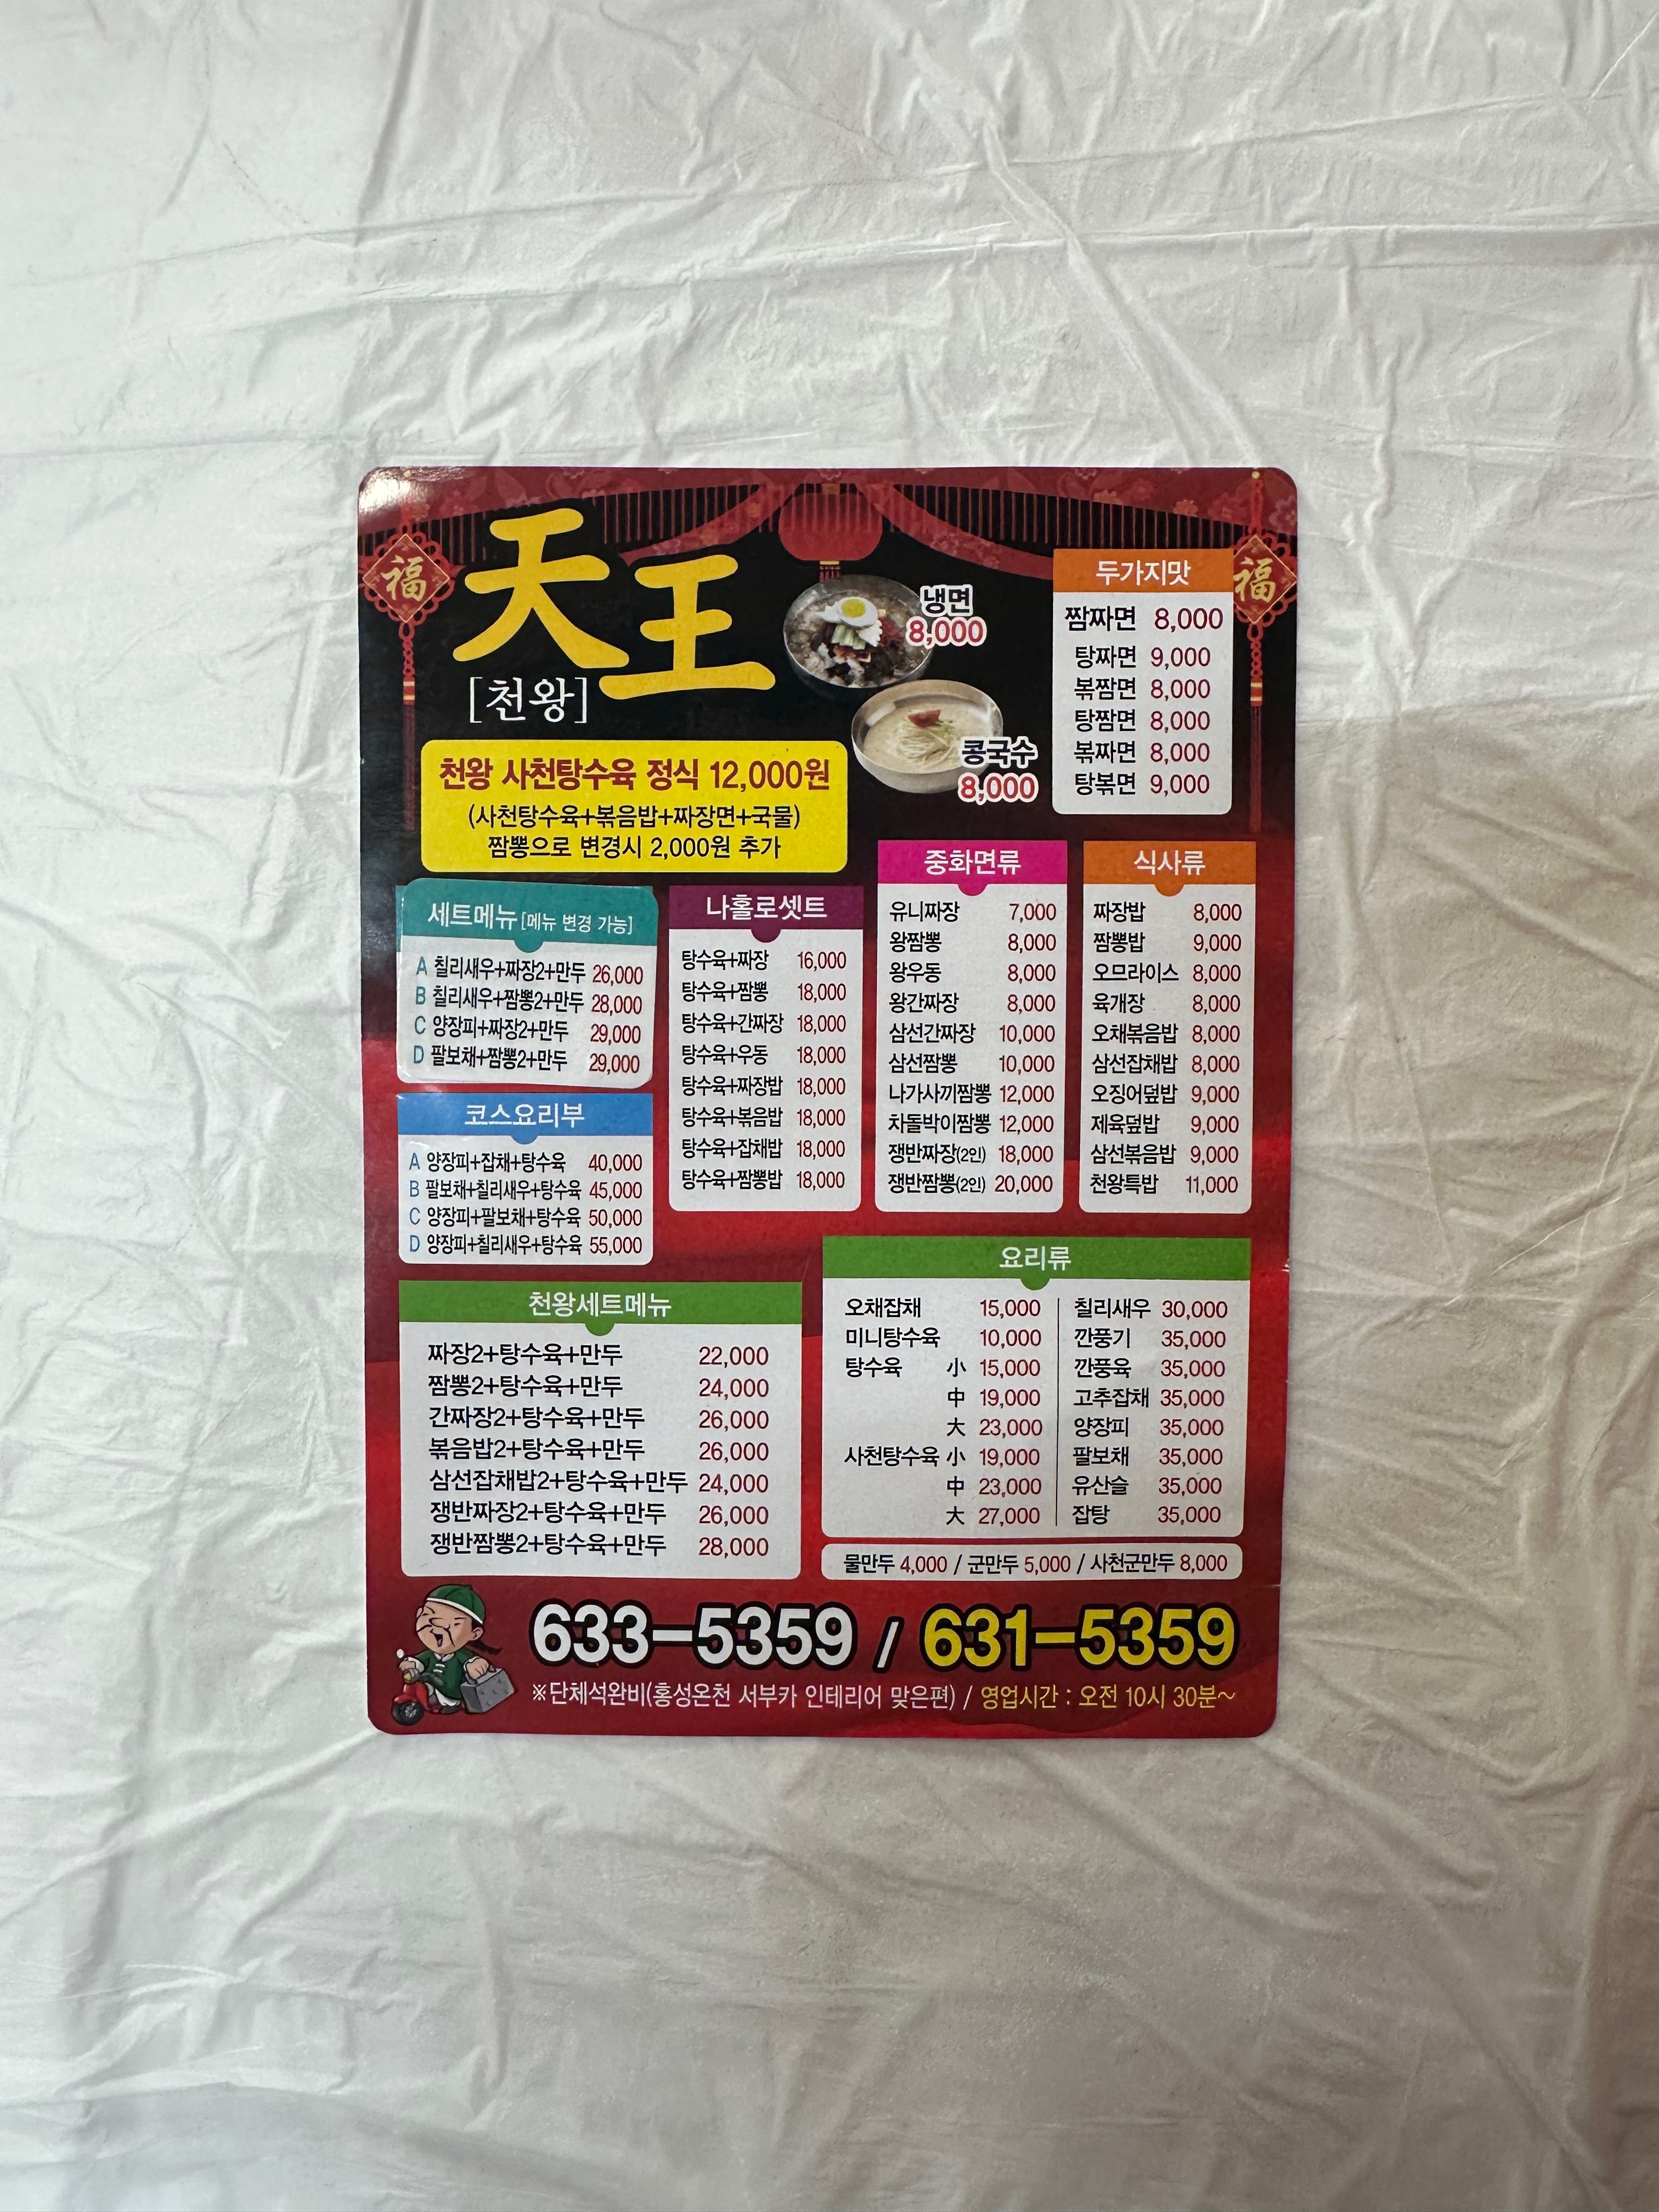 福
天王
[천왕]
냉면
8,000
콩국수
8,000
福
두가지맛
짬짜면 8,000
탕짜면 9,000
볶짬면 8,000
탕짬면 8,000
볶짜면 8,000
탕볶면 9,000
천왕 사천탕수육 정식 12,000원
(사천탕수육+볶음밥+짜장면+국물)
짬뽕으로 변경시 2,000원 추가
세트메뉴 [메뉴 변경 가능]
A 칠리새우+짜장2+만두 26,000
B 칠리새우+짬뽕2+만두 28,000
C 양장피+짜장2+만두 29,000
D 팔보채+짬뽕2+만두 29,000
코스요리부
A 양장피+잡채+탕수육 40,000
B 팔보채+칠리새우+탕수육 45,000
C 양장피+팔보채+탕수육 50,000
D 양장피+칠리새우+탕수육 55,000
나홀로셋트
탕수육+짜장 16,000
탕수육+짬뽕 18,000
탕수육+간짜장 18,000
탕수육+우동 18,000
탕수육+짜장밥 18,000
탕수육+볶음밥 18,000
탕수육+잡채밥 18,000
탕수육+짬뽕밥 18,000
중화면류
유니짜장 7,000
왕짬뽕 8,000
왕우동 8,000
왕간짜장 8,000
삼선간짜장 10,000
삼선짬뽕 10,000
나가사끼짬뽕 12,000
차돌박이짬뽕 12,000
쟁반짜장(2인) 18,000
쟁반짬뽕(2인) 20,000
식사류
짜장밥 8,000
짬뽕밥 9,000
오므라이스 8,000
육개장 8,000
오채볶음밥 8,000
삼선잡채밥 8,000
오징어덮밥 9,000
제육덮밥 9,000
삼선볶음밥 9,000
천왕특밥 11,000
천왕세트메뉴
짜장2+탕수육+만두 22,000
짬뽕2+탕수육+만두 24,000
간짜장2+탕수육+만두 26,000
볶음밥2+탕수육+만두 26,000
삼선잡채밥2+탕수육+만두 24,000
쟁반짜장2+탕수육+만두 26,000
쟁반짬뽕2+탕수육+만두 28,000
요리류
오채잡채 15,000
미니탕수육 10,000
탕수육 小 15,000
中 19,000
大 23,000
사천탕수육 小 19,000
中 23,000
大 27,000
칠리새우 30,000
깐풍기 35,000
깐풍육 35,000
고추잡채 35,000
양장피 35,000
팔보채 35,000
유산슬 35,000
잡탕 35,000
물만두 4,000 / 군만두 5,000 / 사천군만두 8,000
633-5359 / 631-5359
※단체석완비(홍성온천 서부카 인테리어 맞은편) / 영업시간 : 오전 10시 30분~